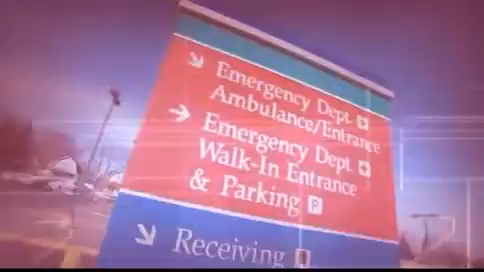 Emergency Dept
Ambulance/Entrance
Emergency Dept
Walk-In Entrance
& Parking P
Receiving